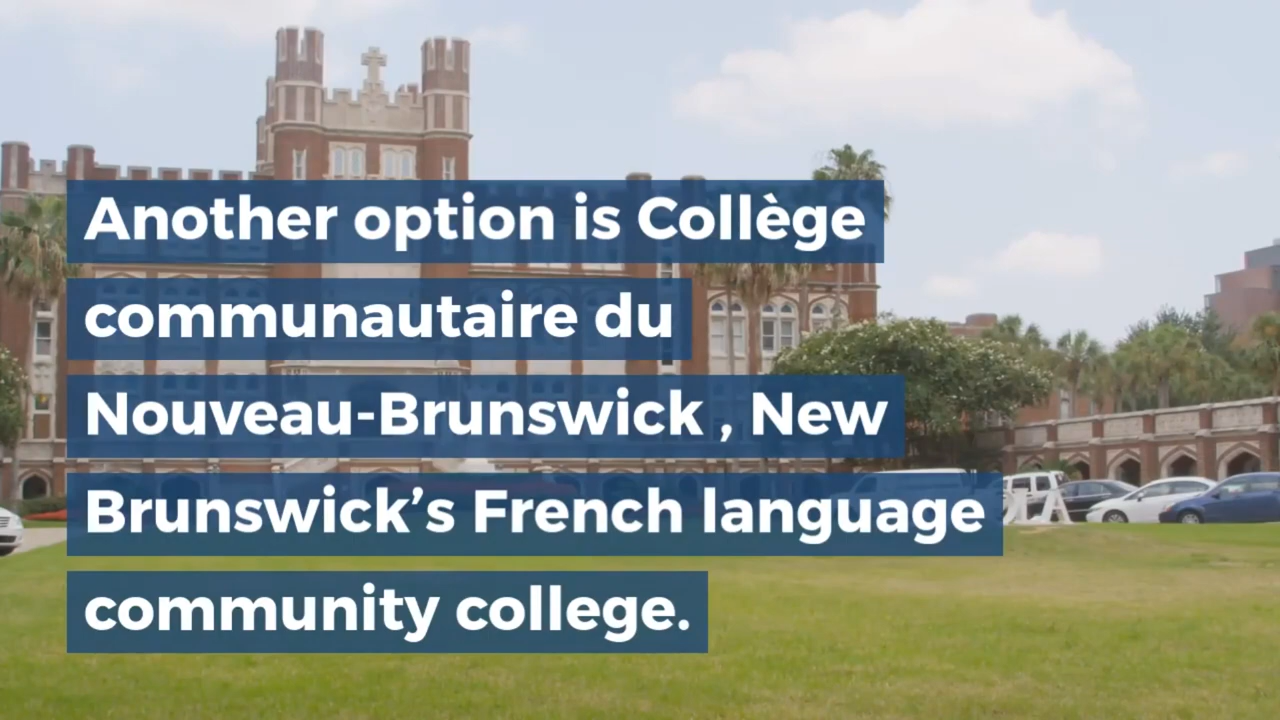 Another option is Collège
communautaire du
Nouveau-Brunswick , New
Brunswick’s French language
community college.